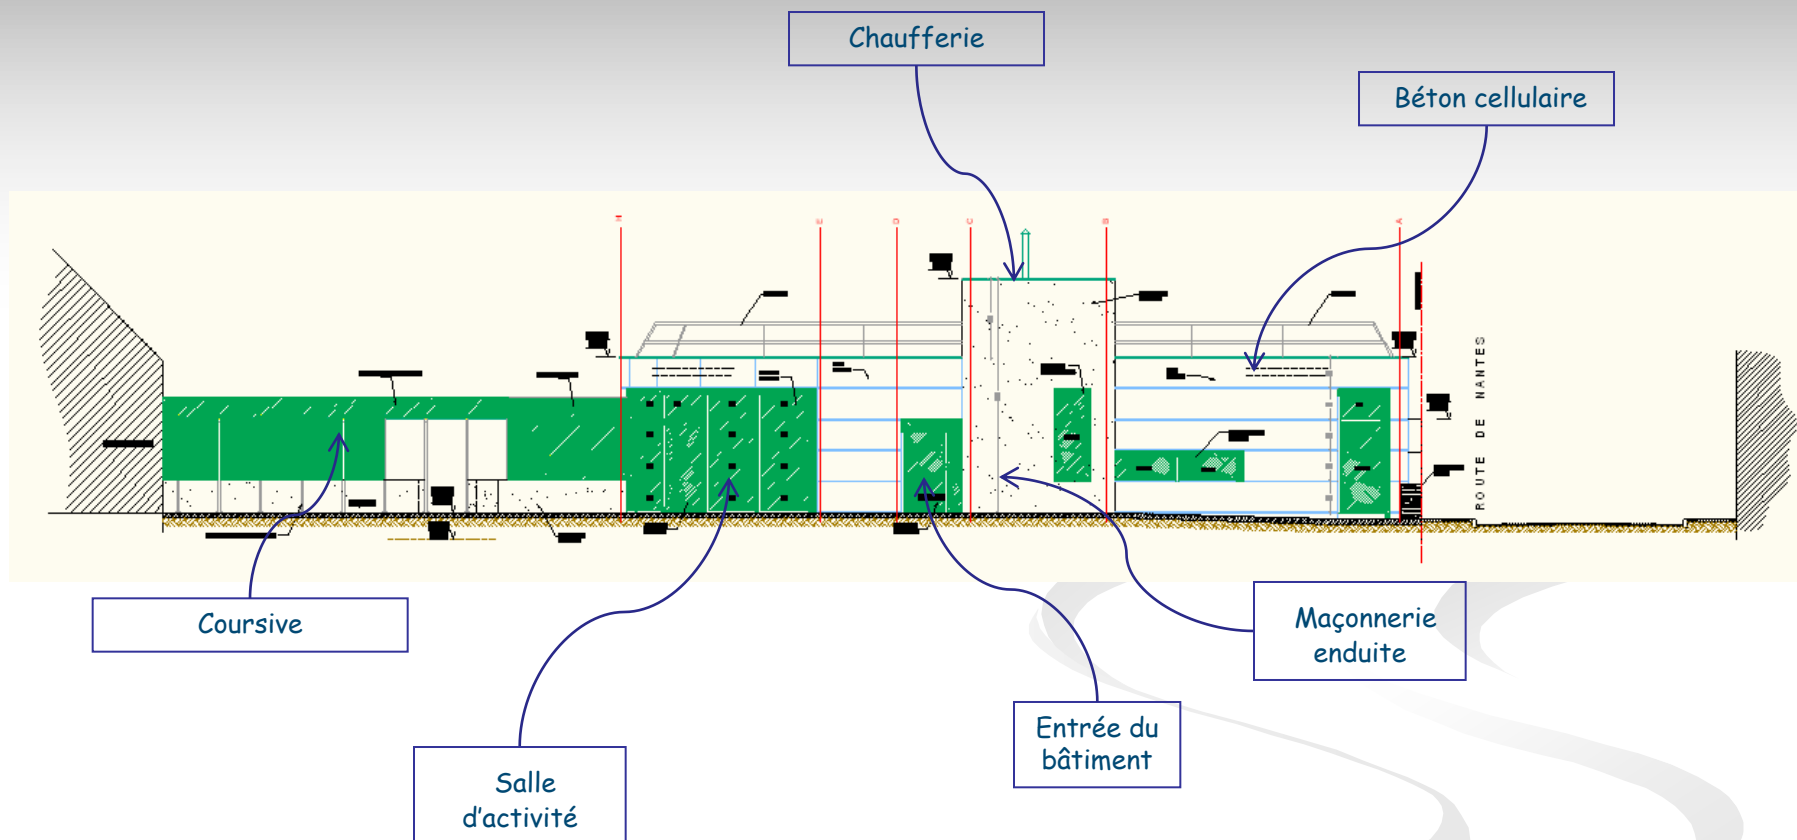 Chaufferie
Béton cellulaire
H
E
D
C
B
A
ROUTE DE NANTES
Coursive
Maçonnerie
enduite
Entrée du
bâtiment
Salle
d'activité